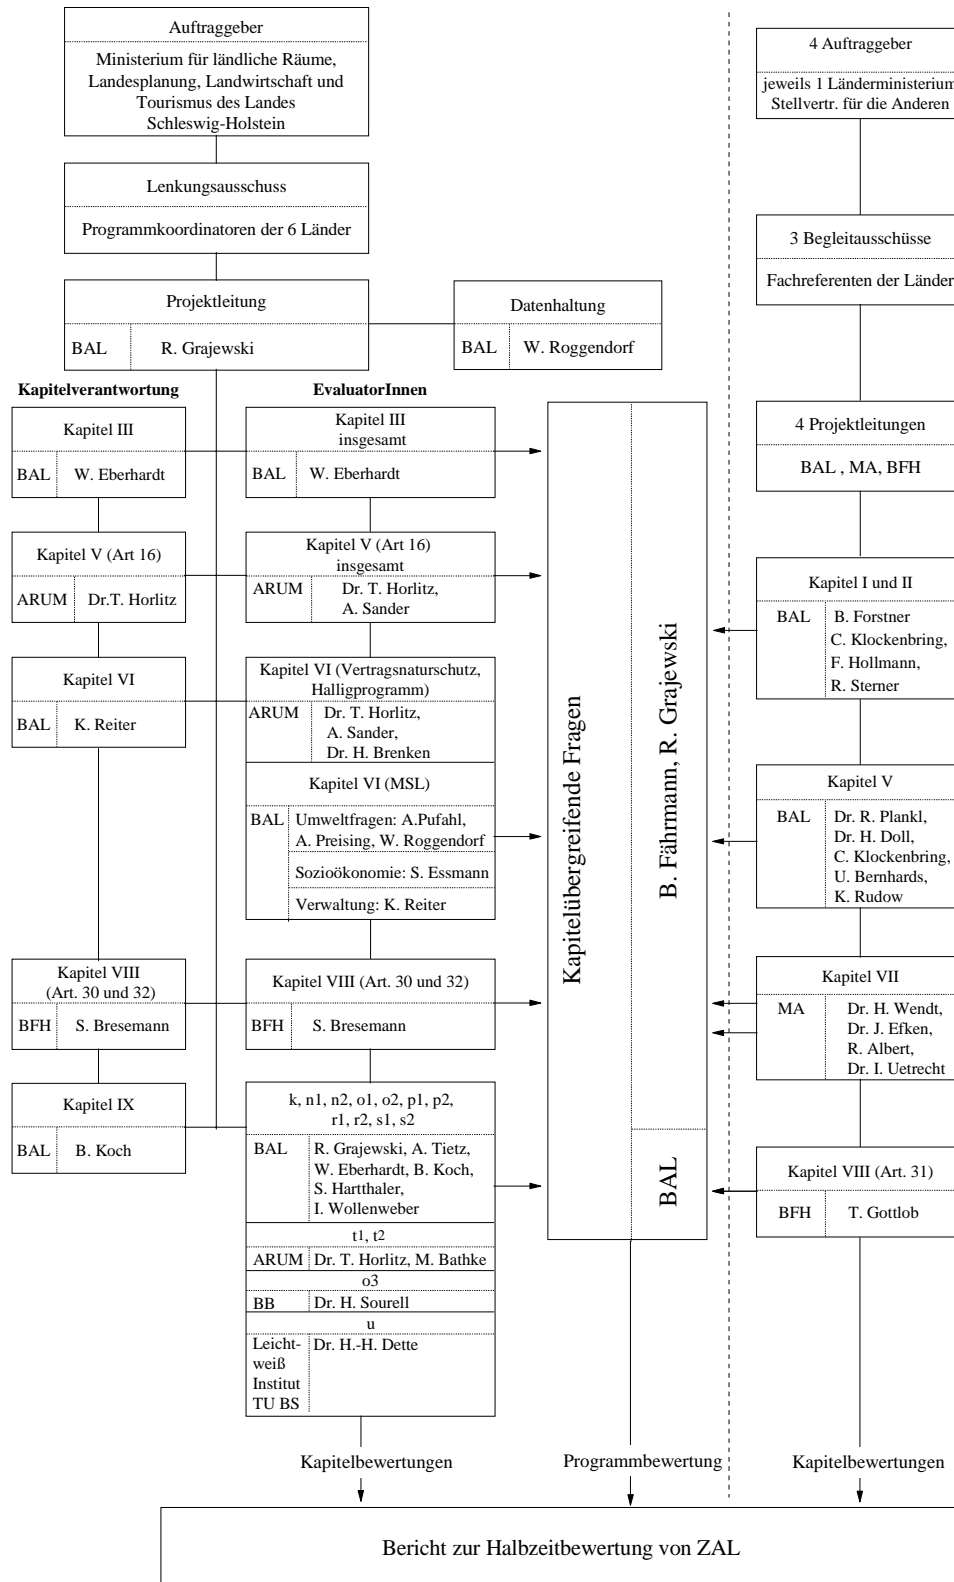 Auftraggeber
Ministerium für ländliche Räume,
Landesplanung, Landwirtschaft und
Tourismus des Landes
Schleswig-Holstein
Lenkungsausschuss
Programmkoordinatoren der 6 Länder
Projektleitung
BAL R. Grajewski
Datenhaltung
BAL W. Roggendorf
Kapitelverantwortung
Kapitel III
BAL W. Eberhardt
Kapitel V (Art 16)
ARUM Dr.T. Horlitz
Kapitel VI
BAL K. Reiter
Kapitel VIII
(Art. 30 und 32)
BFH S. Bresemann
Kapitel IX
BAL B. Koch
EvaluatorInnen
Kapitel III
insgesamt
BAL W. Eberhardt
Kapitel V (Art 16)
insgesamt
ARUM Dr. T. Horlitz,
A. Sander
Kapitel VI (Vertragsnaturschutz,
Halligprogramm)
ARUM Dr. T. Horlitz,
A. Sander,
Dr. H. Brenken
Kapitel VI (MSL)
BAL Umweltfragen: A.Pufahl,
A. Preising, W. Roggendorf
Sozioökonomie: S. Essmann
Verwaltung: K. Reiter
Kapitel VIII (Art. 30 und 32)
BFH S. Bresemann
k, n1, n2, o1, o2, p1, p2,
r1, r2, s1, s2
BAL R. Grajewski, A. Tietz,
W. Eberhardt, B. Koch,
S. Hartthaler,
I. Wollenweber
t1, t2
ARUM Dr. T. Horlitz, M. Bathke
o3
BB Dr. H. Sourell
u
Leicht- Dr. H.-H. Dette
weiß
Institut
TU BS
Kapitelübergreifende Fragen
B. Fährmann, R. Grajewski
BAL
4 Auftraggeber
jeweils 1 Länderministerium
Stellvertr. für die Anderen
3 Begleitausschüsse
Fachreferenten der Länder
4 Projektleitungen
BAL , MA, BFH
Kapitel I und II
BAL B. Forstner
C. Klockenbring,
F. Hollmann,
R. Sterner
Kapitel V
BAL Dr. R. Plankl,
Dr. H. Doll,
C. Klockenbring,
U. Bernhards,
K. Rudow
Kapitel VII
MA Dr. H. Wendt,
Dr. J. Efken,
R. Albert,
Dr. I. Uetrecht
Kapitel VIII (Art. 31)
BFH T. Gottlob
Kapitelbewertungen
Programmbewertung
Kapitelbewertungen
Bericht zur Halbzeitbewertung von ZAL